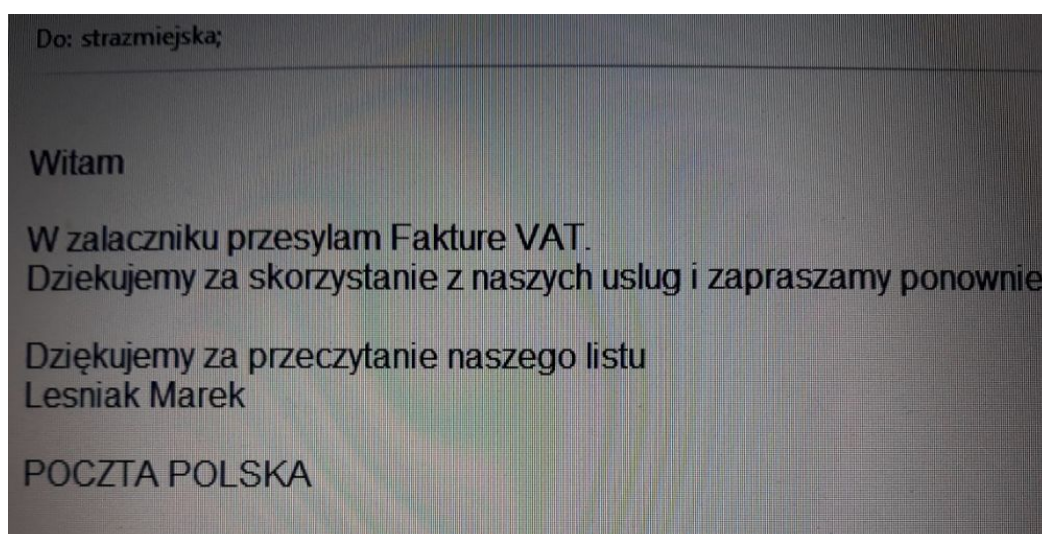 Do: strazmiejska;
Witam
W zalaczniku przesylam Fakture VAT.
Dziekujemy za skorzystanie z naszych uslug i zapraszamy ponownie
Dziękujemy za przeczytanie naszego listu
Lesniak Marek
POCZTA POLSKA